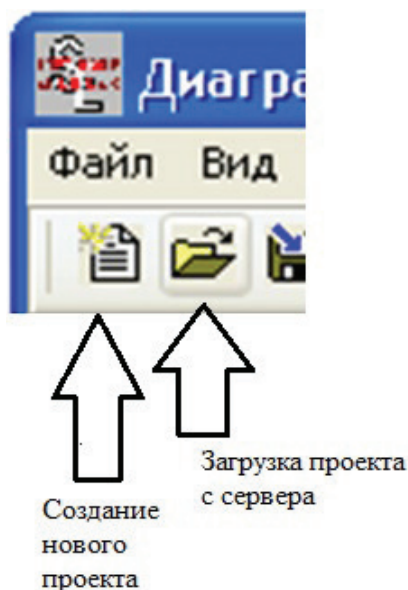 Диагра
Файл Вид
Загрузка проекта
с сервера
Создание
нового
проекта